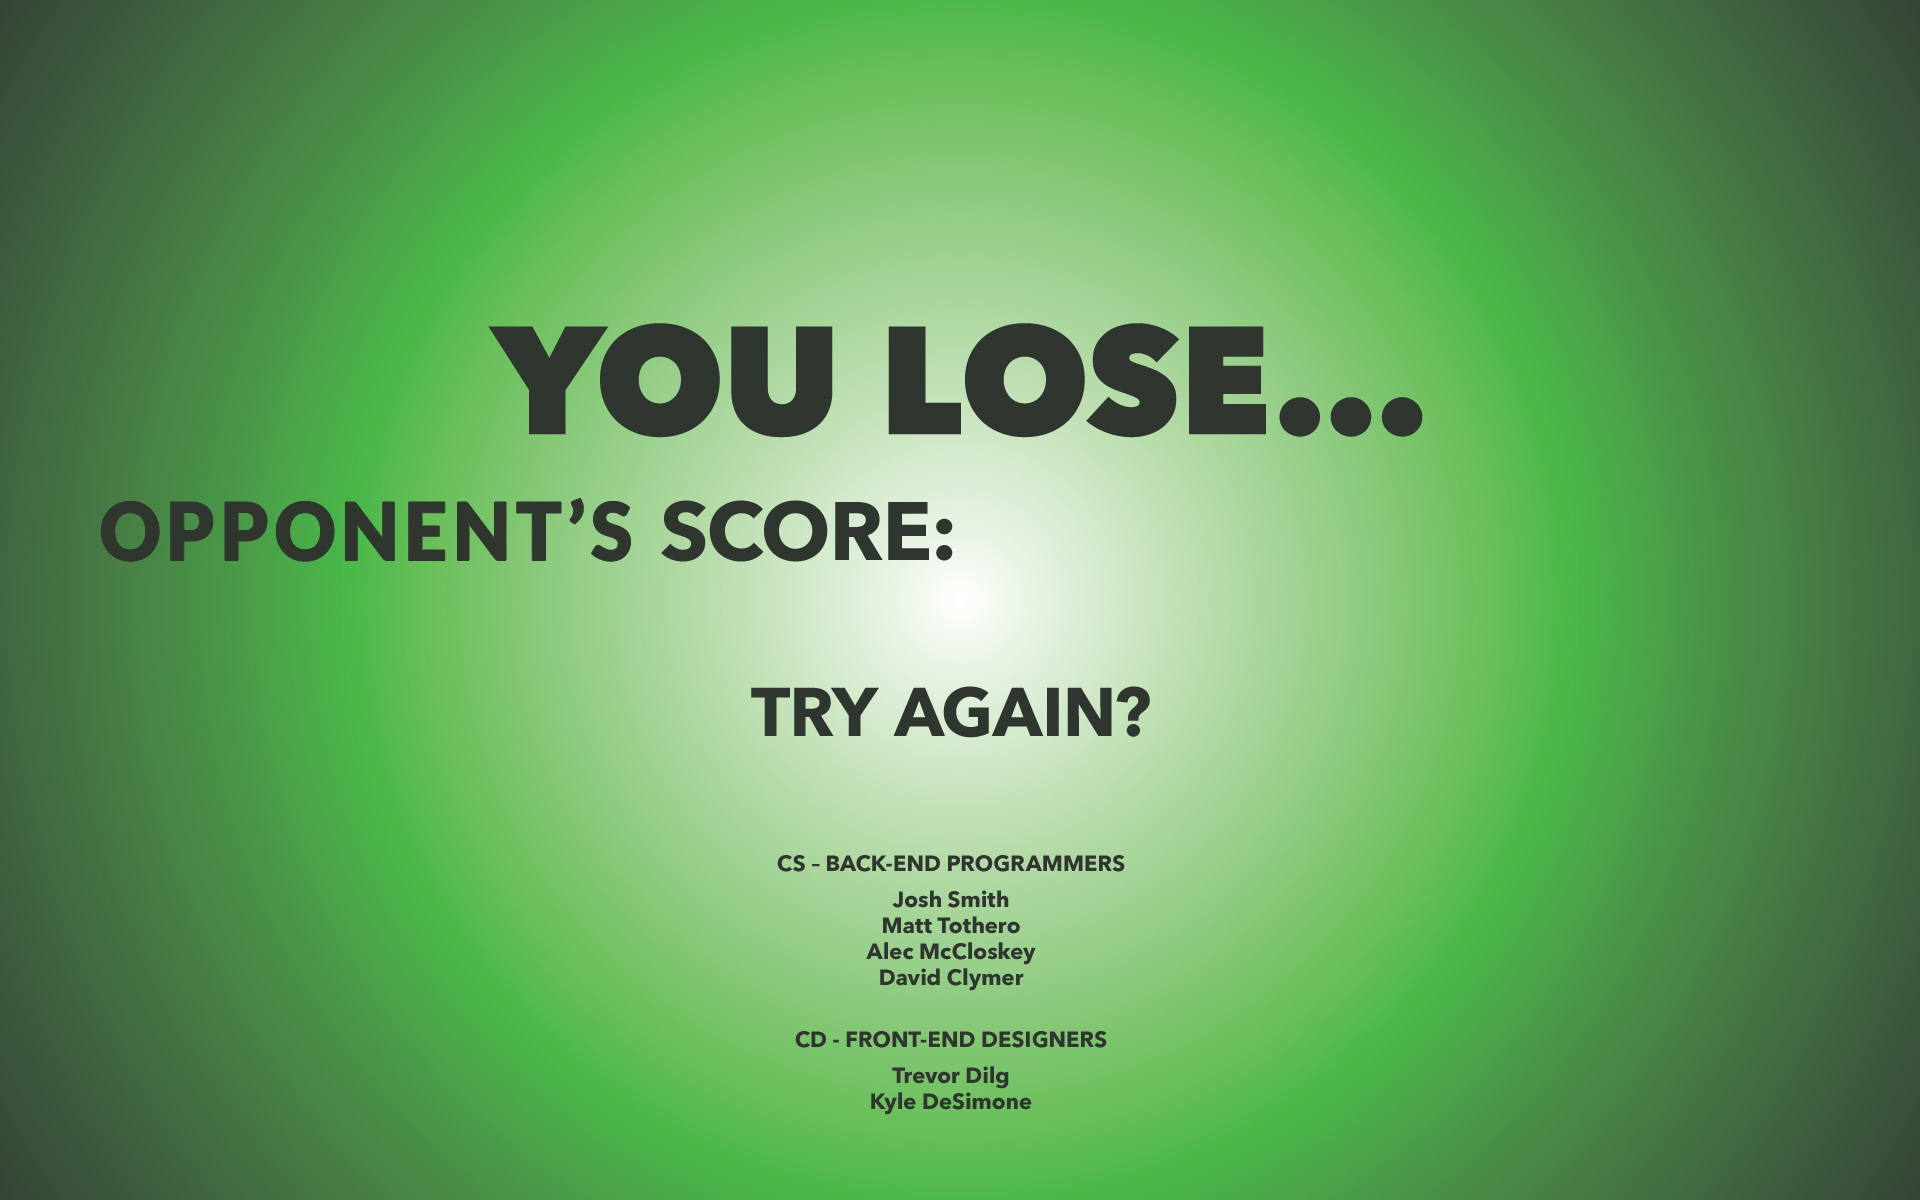 YOU LOSE...
OPPONENT’S SCORE:
TRY AGAIN?
CS – BACK-END PROGRAMMERS
Josh Smith
Matt Tothero
Alec McCloskey
David Clymer
CD - FRONT-END DESIGNERS
Trevor Dilg
Kyle DeSimone